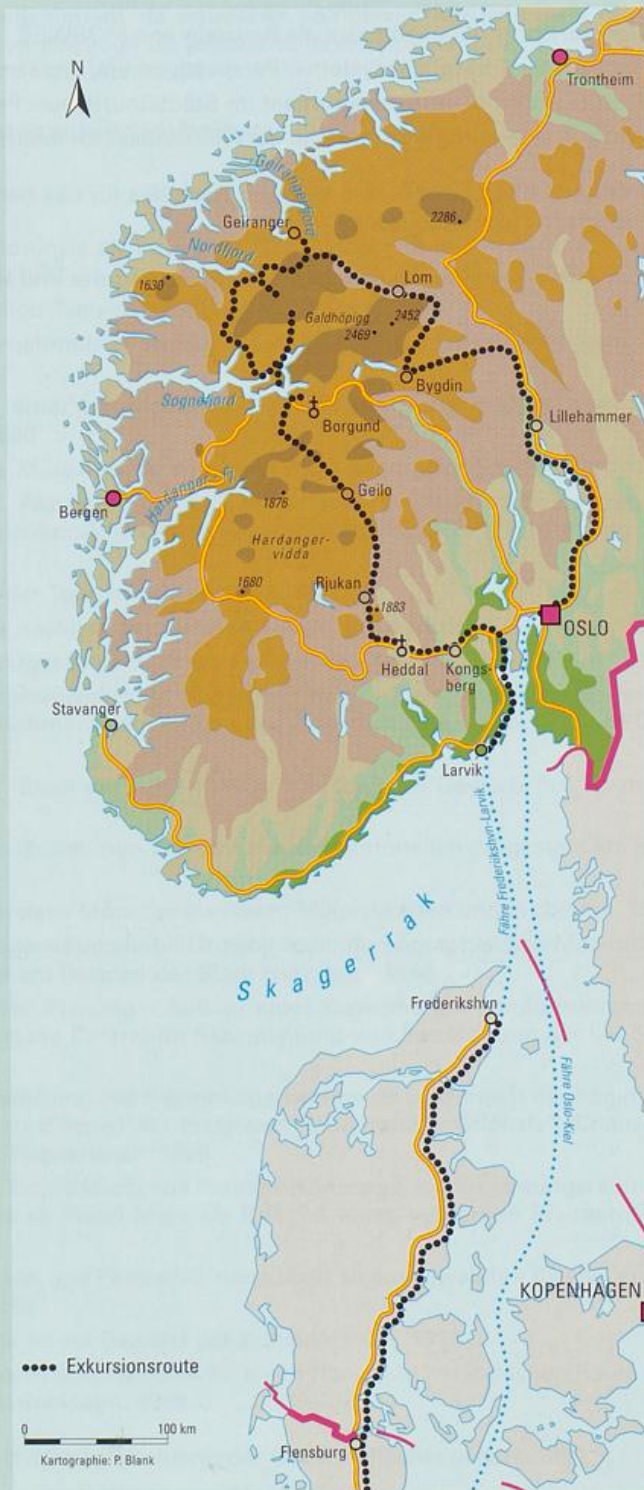 N
Trontheim
Geirangerfjord
Geiranger
2286
Nordfjord
1630
Lom
Galdhöpigg
2452
2469
Bygdin
Sognefjord
Borgund
Lillehammer
Hardanger-Fj
1876
Geilo
Bergen
Hardanger-
vidda
Rjukan
1680
1883
OSLO
Heddal
Kongs-
berg
Stavanger
Larvik
Fähre Frederikshvn-Larvik
Skagerrak
Frederikshvn
Fähre Oslo-Kiel
KOPENHAGEN
Exkursionsroute
0 100 km
Kartographie: P. Blank
Flensburg